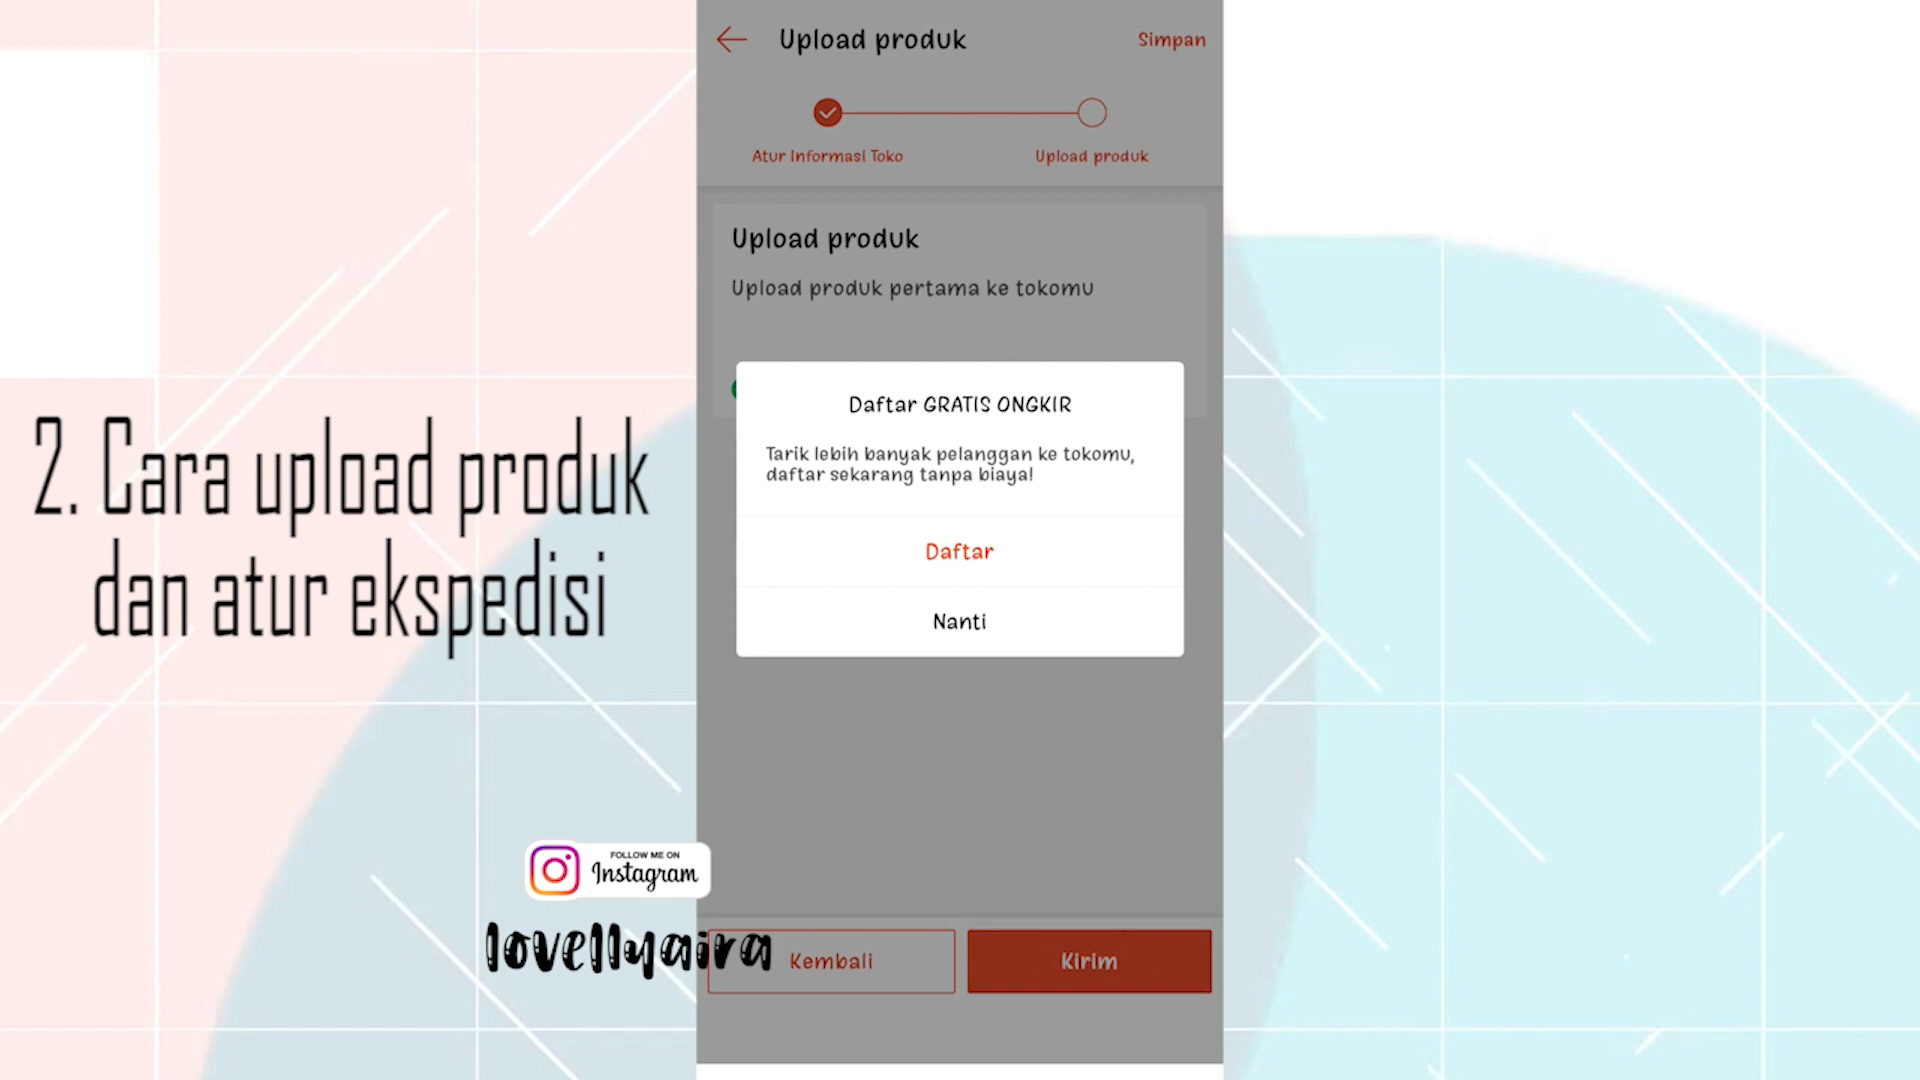 Upload produk
Simpan
Atur Informasi Toko
Upload produk
Upload produk
Upload produk pertama ke tokomu
Daftar GRATIS ONGKIR
Tarik lebih banyak pelanggan ke tokomu,
daftar sekarang tanpa biaya!
Daftar
Nanti
2. Cara upload produk
dan atur ekspedisi
FOLLOW ME ON
Instagram
lovellyaira
Kembali
Kirim